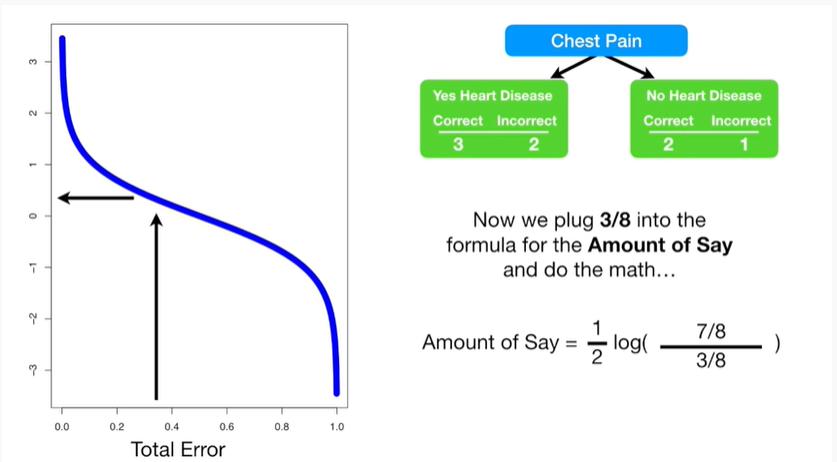 Chest Pain
Yes Heart Disease
Correct Incorrect
3 2
No Heart Disease
Correct Incorrect
2 1
Now we plug 3/8 into the
formula for the Amount of Say
and do the math…
Amount of Say = 1/2 log( 7/8 / 3/8 )
3
2
1
0
-1
-2
-3
0.0 0.2 0.4 0.6 0.8 1.0
Total Error